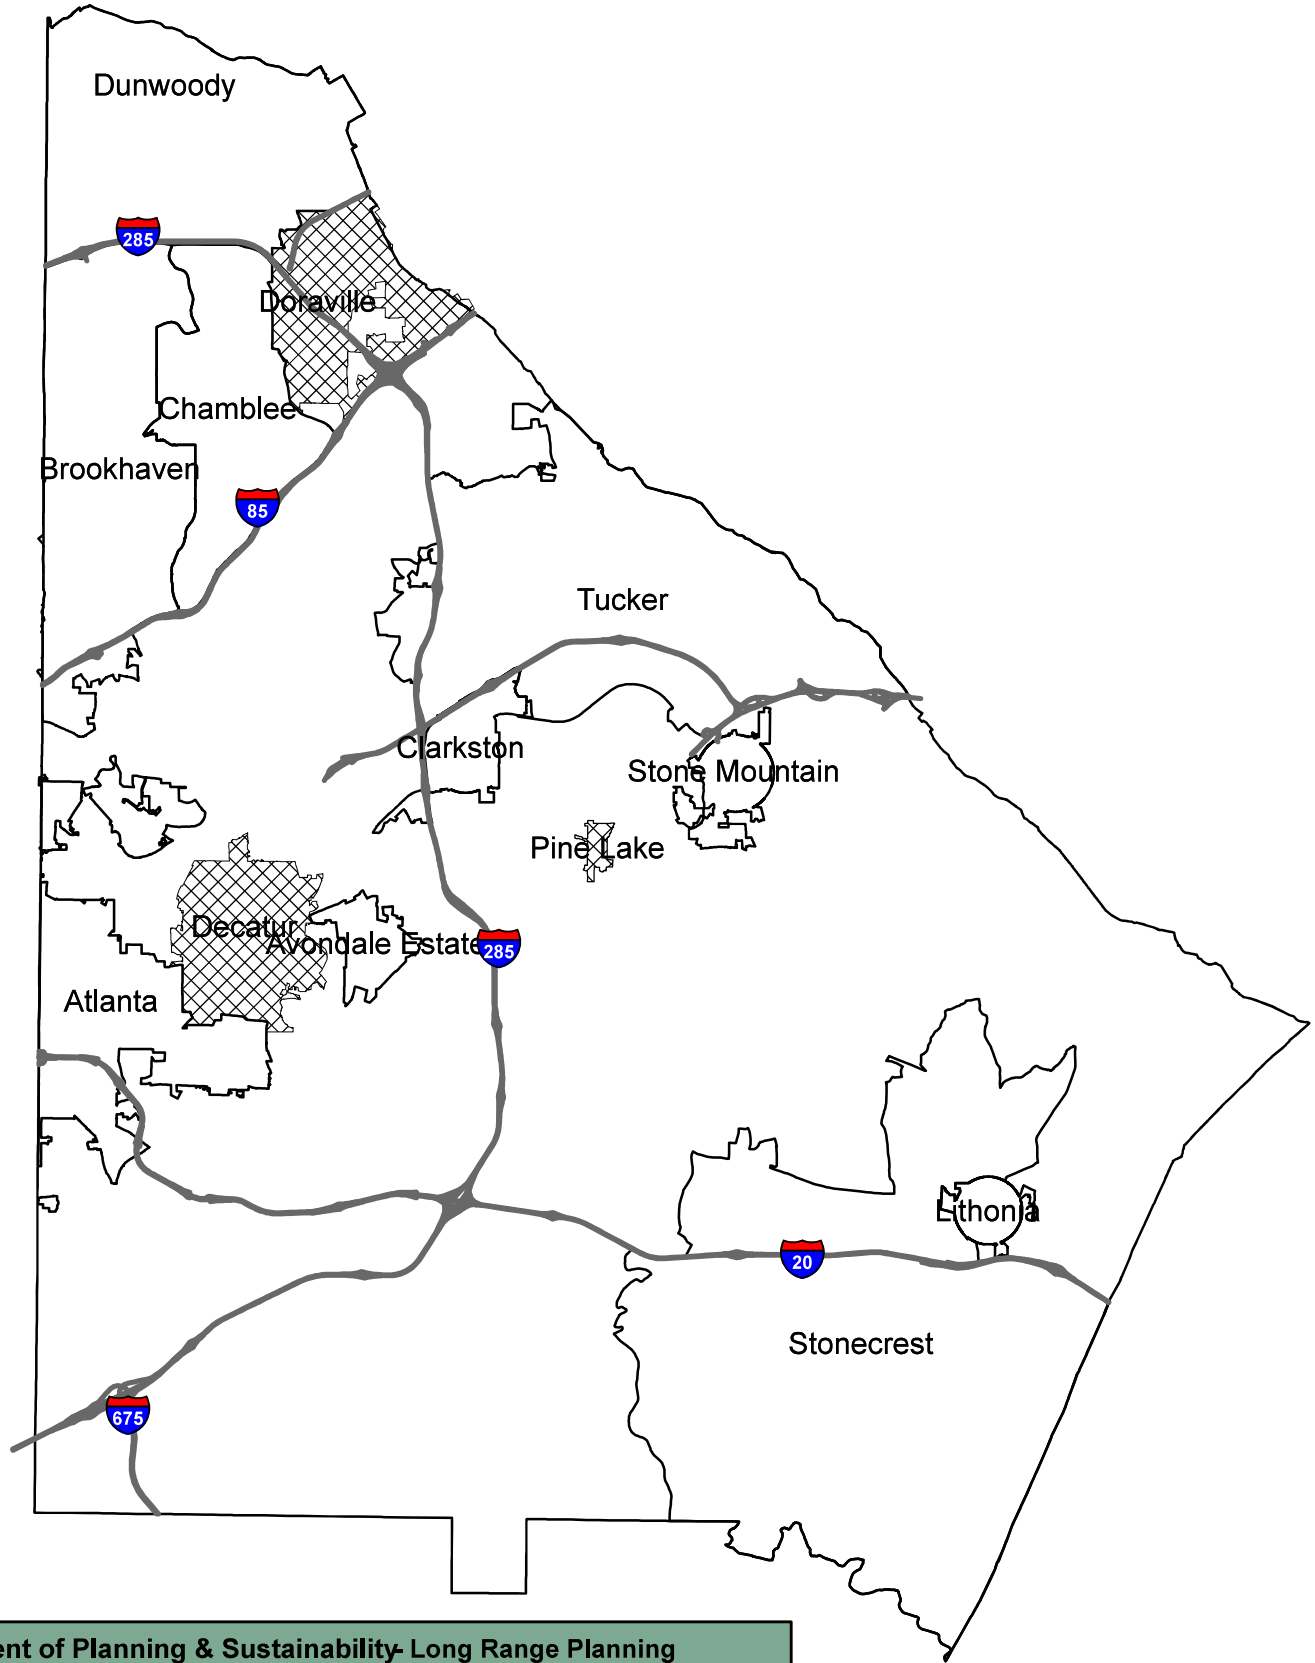 Dunwoody
285
Doraville
Chamblee
Brookhaven
85
Tucker
Clarkston
Stone Mountain
Pine Lake
Decatur
Avondale Estate
285
Atlanta
Lithonia
20
Stonecrest
675
ent of Planning & Sustainability- Long Range Planning